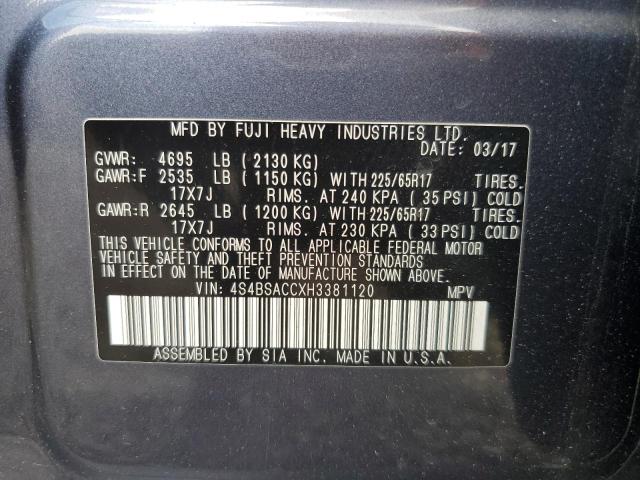 MFD BY FUJI HEAVY INDUSTRIES LTD.
DATE: 03/17
GVWR: 4695 LB (2130 KG)
GAWR:F 2535 LB (1150 KG) WITH 225/65R17 TIRES.
17X7J RIMS. AT 240 KPA (35 PSI) COLD
GAWR:R 2645 LB (1200 KG) WITH 225/65R17 TIRES.
17X7J RIMS. AT 230 KPA (33 PSI) COLD
THIS VEHICLE CONFORMS TO ALL APPLICABLE FEDERAL MOTOR
VEHICLE SAFETY AND THEFT PREVENTION STANDARDS IN EFFECT
ON THE DATE OF MANUFACTURE SHOWN ABOVE.
VIN: 4S4BSACCXH3381120 MPV
ASSEMBLED BY SIA INC. MADE IN U.S.A.